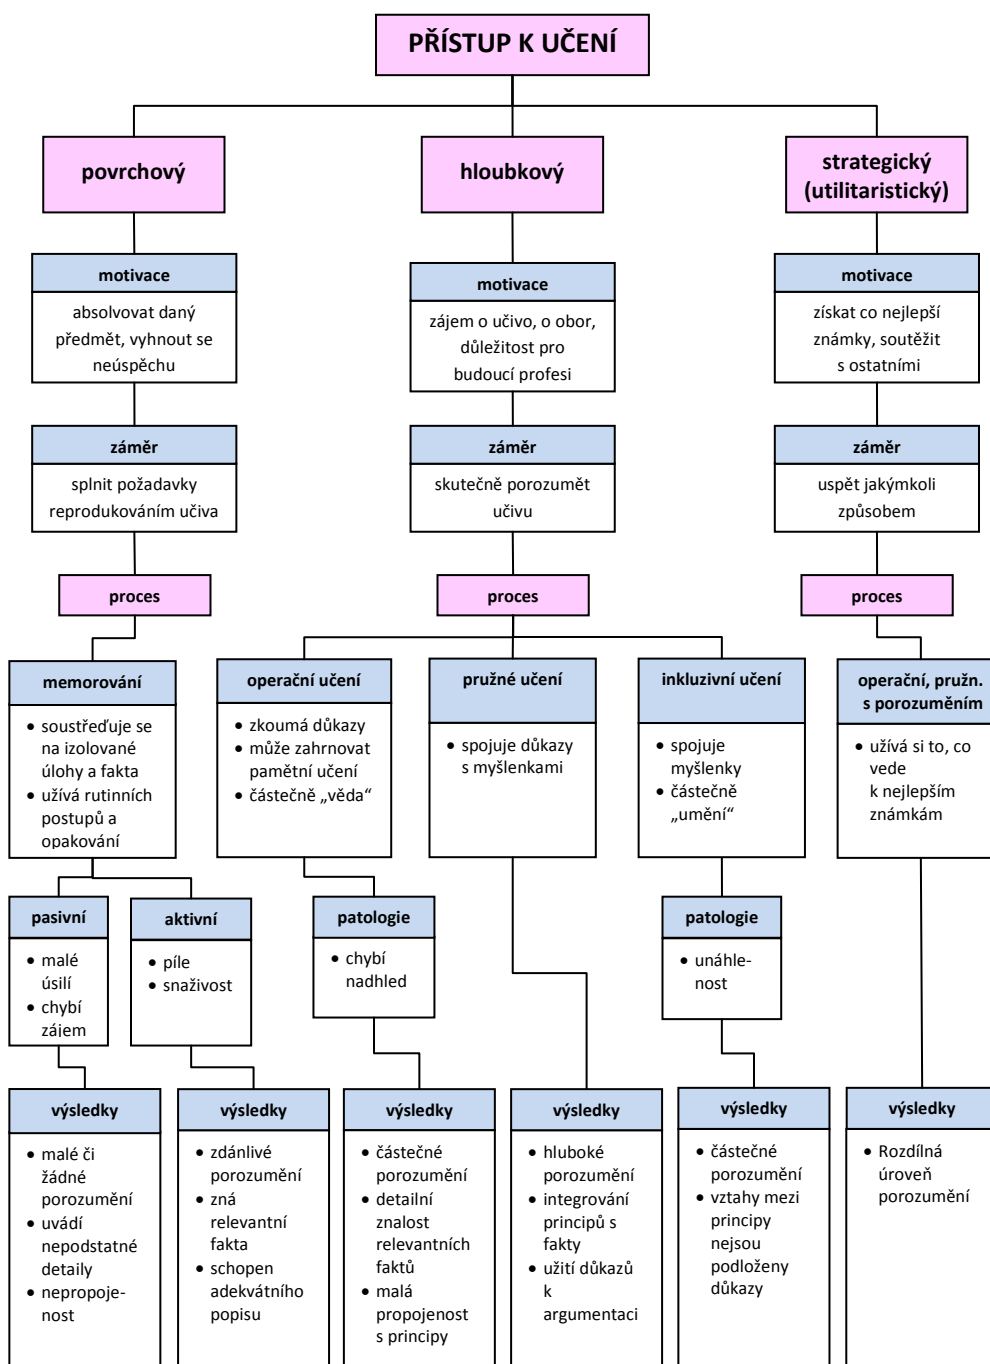 PŘÍSTUP K UČENÍ
povrchový
hloubkový
strategický
(utilitaristický)
motivace
absolvovat daný
předmět, vyhnout se
neúspěchu
motivace
zájem o učivo, o obor,
důležitost pro
budoucí profesi
motivace
získat co nejlepší
známky, soutěžit
s ostatními
záměr
splnit požadavky
reprodukováním učiva
záměr
skutečně porozumět
učivu
záměr
uspět jakýmkoli
způsobem
proces
proces
proces
memorování
• soustřeďuje se
na izolované
úlohy a fakta
• užívá rutinních
postupů a
opakování
operační učení
• zkoumá důkazy
• může zahrnovat
pamětní učení
• částečně „věda“
pružné učení
• spojuje důkazy
s myšlenkami
inkluzivní učení
• spojuje
myšlenky
• částečně
„umění“
operační, pružn.
s porozuměním
• užívá si to, co
vede
k nejlepším
známkám
pasivní
• malé
úsilí
• chybí
zájem
aktivní
• píle
• snaživost
patologie
• chybí
nadhled
patologie
• unáhle-
nost
výsledky
• malé či
žádné
porozumění
• uvádí
nepodstatné
detaily
• nepropoje-
nost
výsledky
• zdánlivé
porozumění
• zná
relevantní
fakta
• schopen
adekvátního
popisu
výsledky
• částečné
porozumění
• detailní
znalost
relevantních
faktů
• malá
propojenost
s principy
výsledky
• hluboké
porozumění
• integrování
principů s
fakty
• užití důkazů
k
argumentaci
výsledky
• částečné
porozumění
• vztahy mezi
principy
nejsou
podloženy
důkazy
výsledky
• Rozdílná
úroveň
porozumění